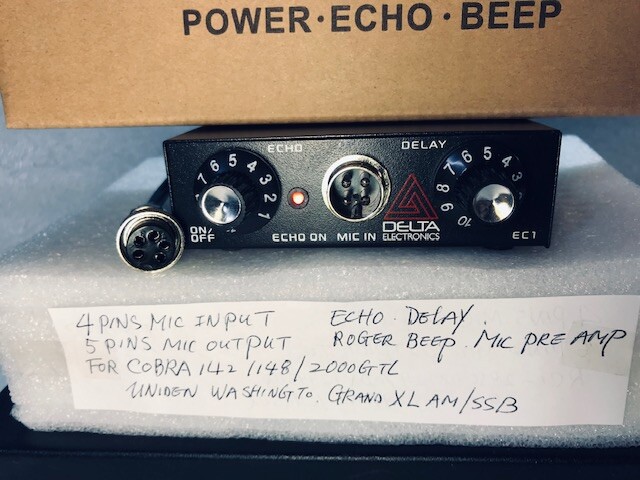 POWER·ECHO·BEEP
ECHO
DELAY
7 6 5 4 3 2 1
ON/
OFF
ECHO ON
MIC IN
DELTA
ELECTRONICS
10 9 8 7 6 5 4 3
EC1
4 PINS MIC INPUT
5 PINS MIC OUTPUT
FOR COBRA 142/148/2000GTL
UNIDEN WASHINGTO. GRAND XL AM/SSB
ECHO. DELAY.
ROGER BEEP. MIC PRE AMP